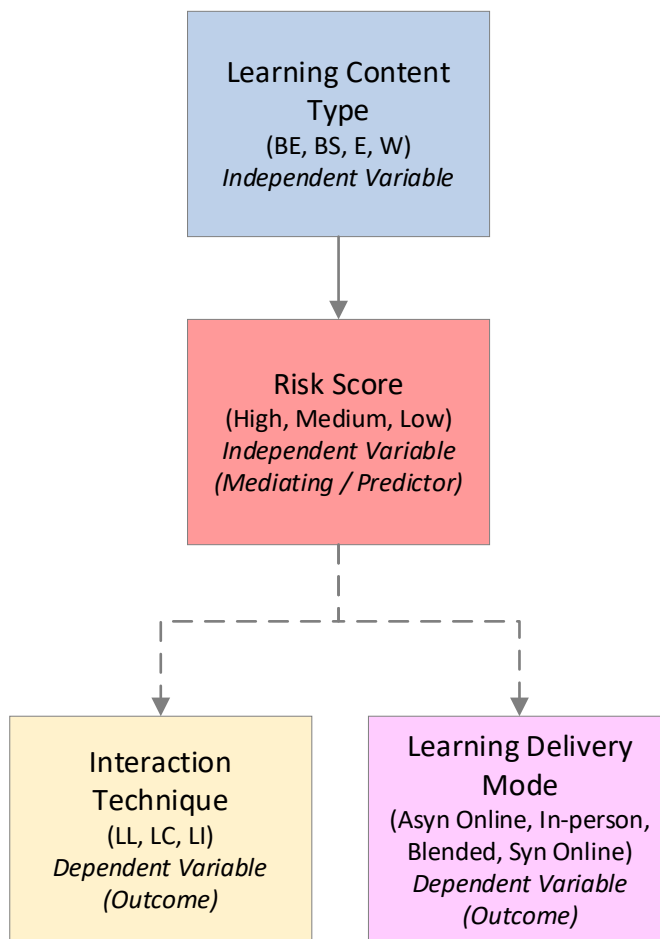 Learning Content
Type
(BE, BS, E, W)
Independent Variable
Risk Score
(High, Medium, Low)
Independent Variable
(Mediating / Predictor)
Interaction
Technique
(LL, LC, LI)
Dependent Variable
(Outcome)
Learning Delivery
Mode
(Asyn Online, In-person,
Blended, Syn Online)
Dependent Variable
(Outcome)